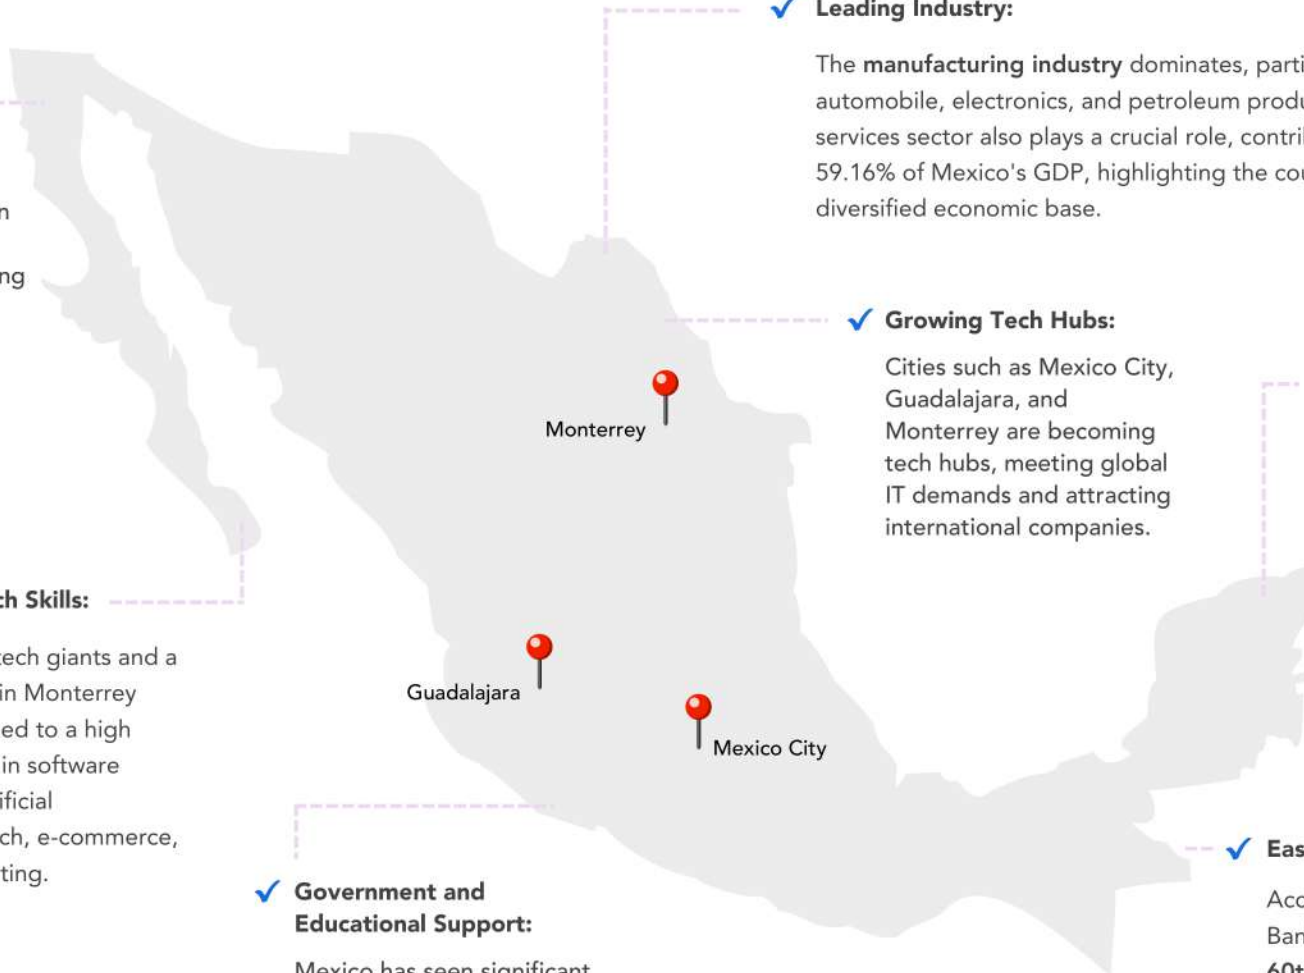 Leading Industry:
The manufacturing industry dominates, parti
automobile, electronics, and petroleum produ
services sector also plays a crucial role, contri
59.16% of Mexico's GDP, highlighting the cou
diversified economic base.
n
ng
Growing Tech Hubs:
Cities such as Mexico City,
Guadalajara, and
Monterrey are becoming
tech hubs, meeting global
IT demands and attracting
international companies.
Monterrey
Guadalajara
Mexico City
ch Skills:
tech giants and a
in Monterrey
ed to a high
in software
ificial
ch, e-commerce,
ting.
Government and
Educational Support:
Mexico has seen significant
Eas
Acc
Ban
60t